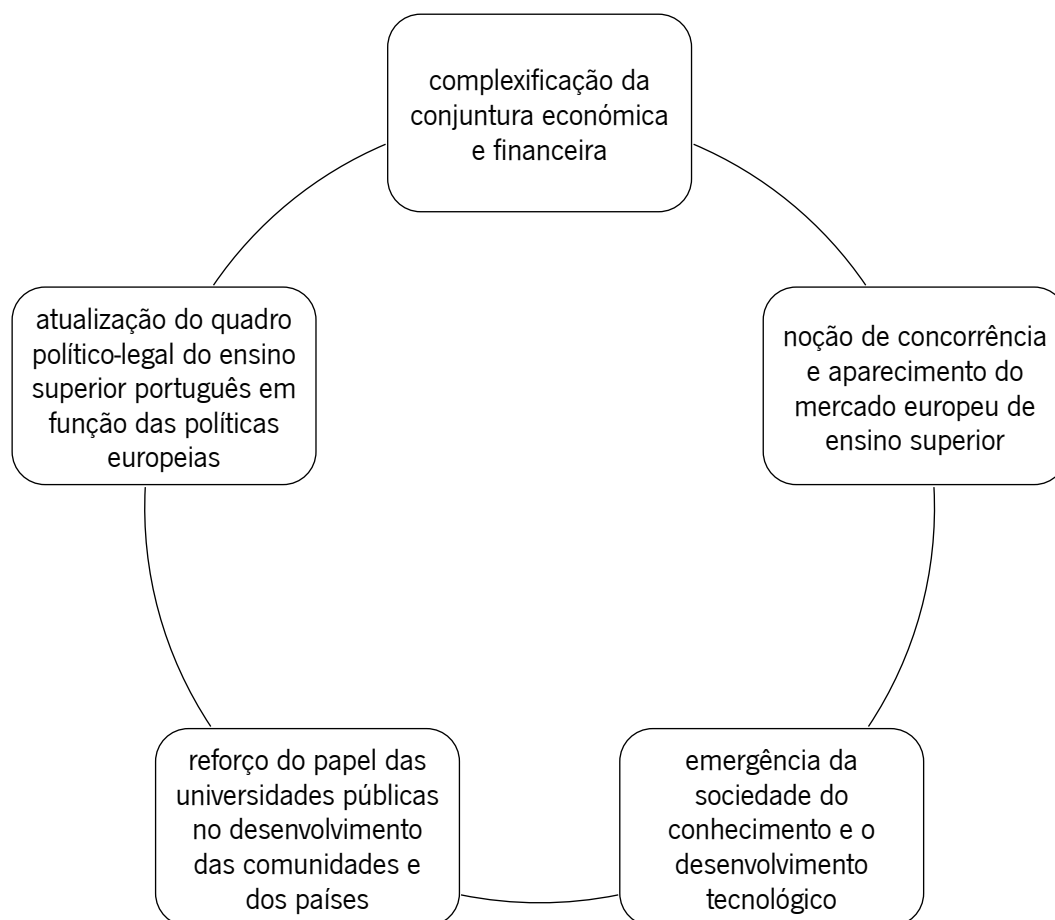 complexificação da
conjuntura económica
e financeira
noção de concorrência
e aparecimento do
mercado europeu de
ensino superior
emergência da
sociedade do
conhecimento e o
desenvolvimento
tecnológico
reforço do papel das
universidades públicas
no desenvolvimento
das comunidades e
dos países
atualização do quadro
político-legal do ensino
superior português em
função das políticas
europeias